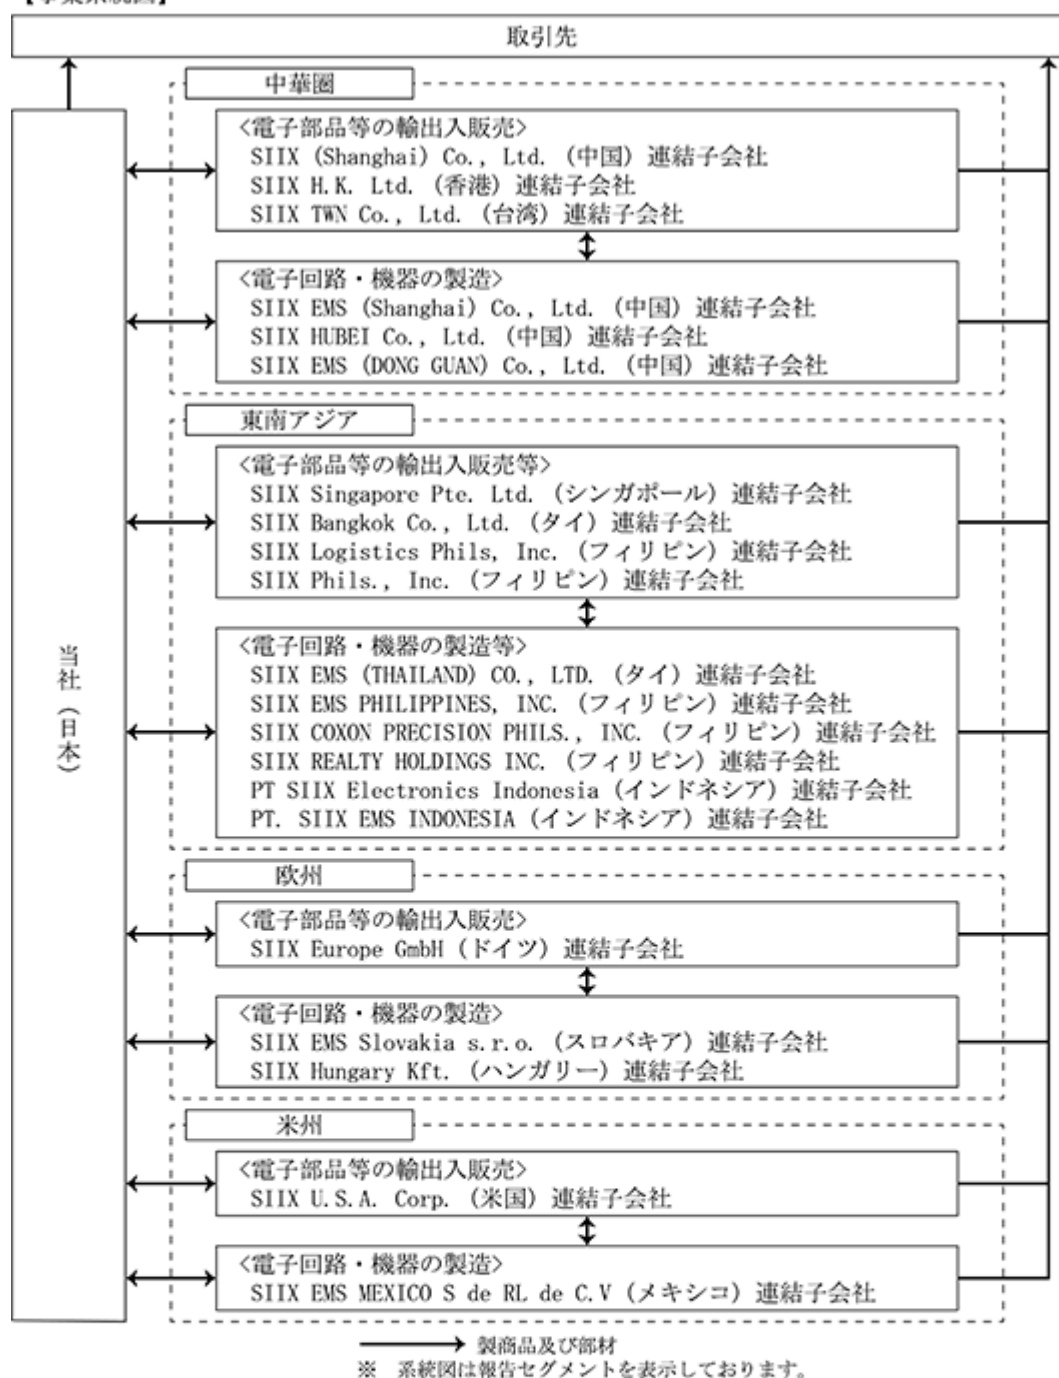 【事業系統図】
取引先
中華圏
<電子部品等の輸出入販売>
SIIX (Shanghai) Co., Ltd. (中国) 連結子会社
SIIX H.K. Ltd. (香港) 連結子会社
SIIX TWN Co., Ltd. (台湾) 連結子会社
<電子回路・機器の製造>
SIIX EMS (Shanghai) Co., Ltd. (中国) 連結子会社
SIIX HUBEI Co., Ltd. (中国) 連結子会社
SIIX EMS (DONG GUAN) Co., Ltd. (中国) 連結子会社
東南アジア
<電子部品等の輸出入販売等>
SIIX Singapore Pte. Ltd. (シンガポール) 連結子会社
SIIX Bangkok Co., Ltd. (タイ) 連結子会社
SIIX Logistics Phils, Inc. (フィリピン) 連結子会社
SIIX Phils., Inc. (フィリピン) 連結子会社
<電子回路・機器の製造等>
SIIX EMS (THAILAND) CO., LTD. (タイ) 連結子会社
SIIX EMS PHILIPPINES, INC. (フィリピン) 連結子会社
SIIX COXON PRECISION PHILS., INC. (フィリピン) 連結子会社
SIIX REALTY HOLDINGS INC. (フィリピン) 連結子会社
PT SIIX Electronics Indonesia (インドネシア) 連結子会社
PT. SIIX EMS INDONESIA (インドネシア) 連結子会社
当社(日本)
欧州
<電子部品等の輸出入販売>
SIIX Europe GmbH (ドイツ) 連結子会社
<電子回路・機器の製造>
SIIX EMS Slovakia s.r.o. (スロバキア) 連結子会社
SIIX Hungary Kft. (ハンガリー) 連結子会社
米州
<電子部品等の輸出入販売>
SIIX U.S.A. Corp. (米国) 連結子会社
<電子回路・機器の製造>
SIIX EMS MEXICO S de RL de C.V (メキシコ) 連結子会社
製商品及び部材
※ 系統図は報告セグメントを表示しております。